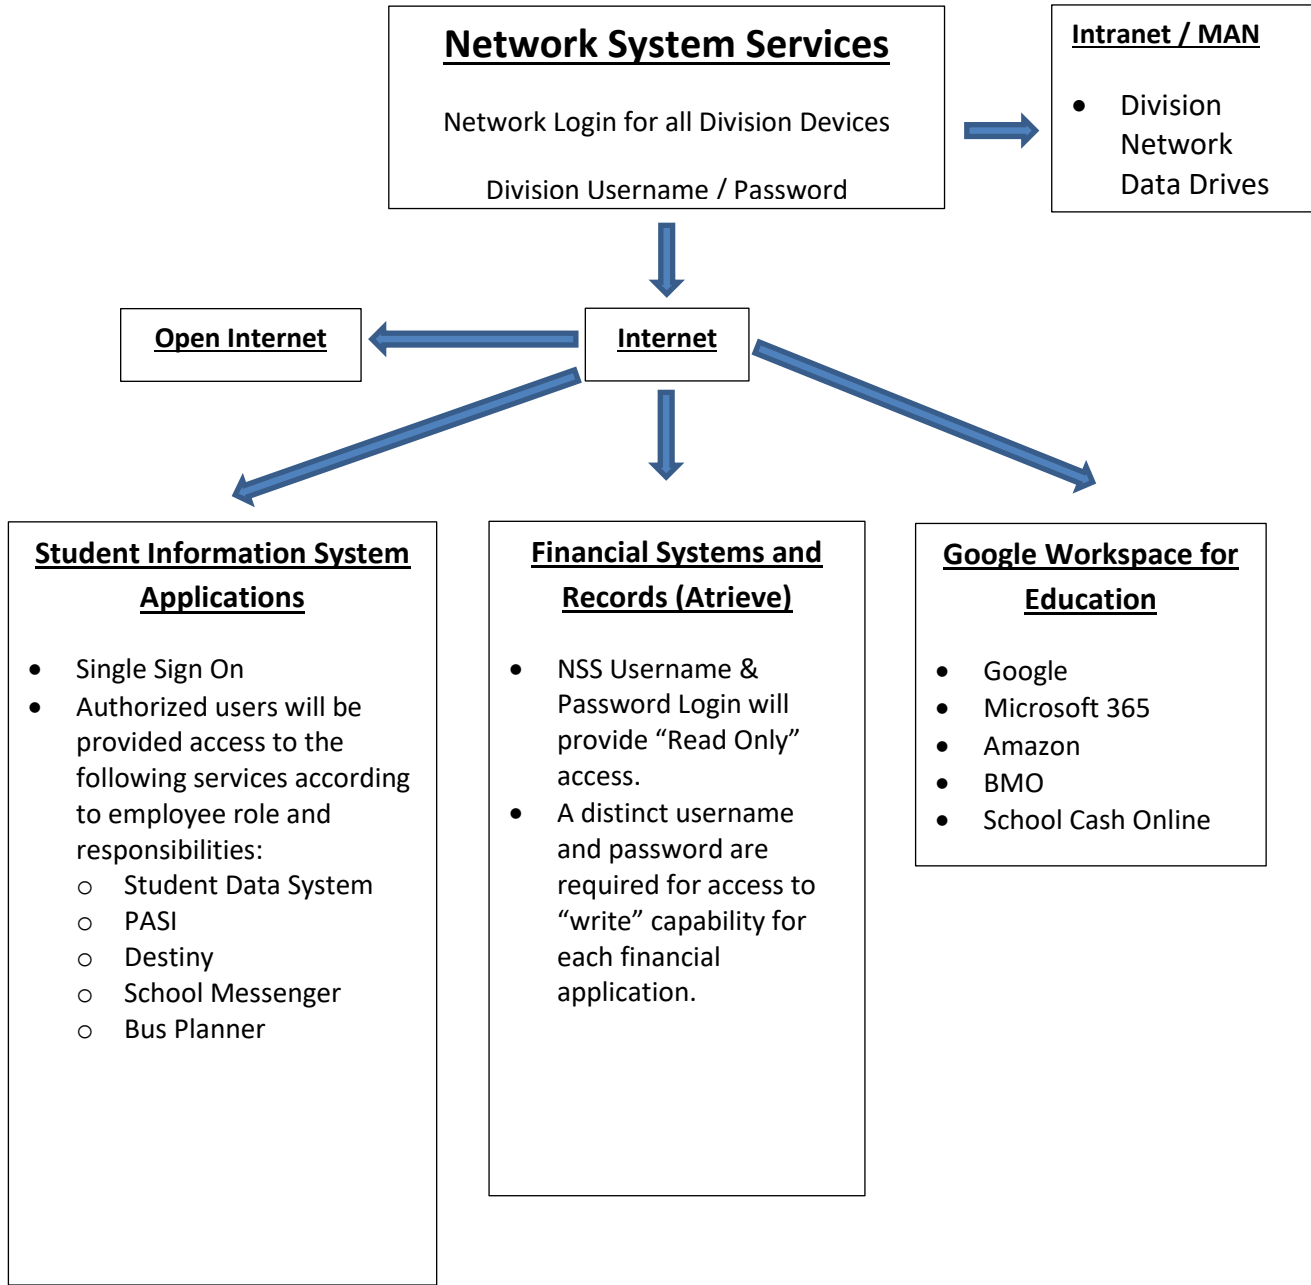 Network System Services
Network Login for all Division Devices
Division Username / Password
Intranet / MAN
• Division
Network
Data Drives
Open Internet
Internet
Student Information System
Applications
• Single Sign On
• Authorized users will be
provided access to the
following services according
to employee role and
responsibilities:
o Student Data System
o PASI
o Destiny
o School Messenger
o Bus Planner
Financial Systems and
Records (Atrieve)
• NSS Username &
Password Login will
provide “Read Only”
access.
• A distinct username
and password are
required for access to
“write” capability for
each financial
application.
Google Workspace for
Education
• Google
• Microsoft 365
• Amazon
• BMO
• School Cash Online